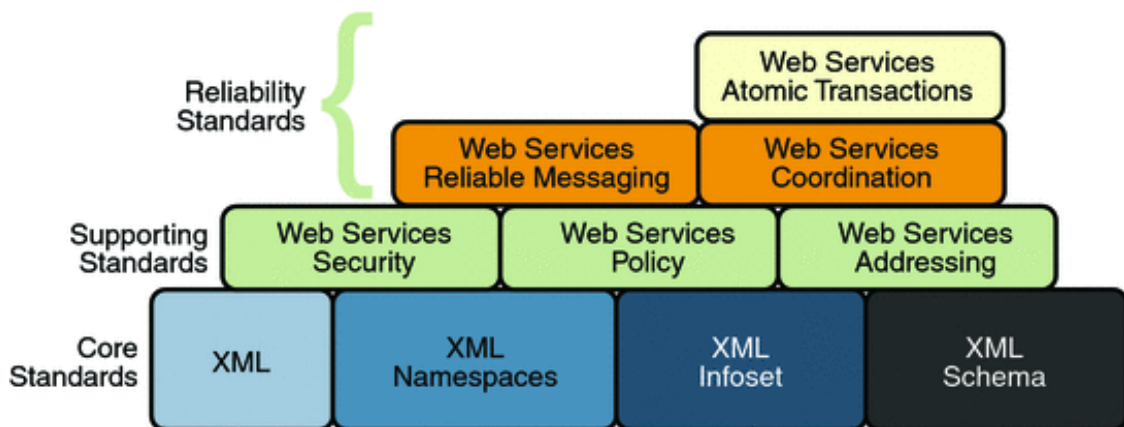 Reliability
Standards
Web Services
Atomic Transactions
Web Services
Reliable Messaging
Web Services
Coordination
Supporting
Standards
Web Services
Security
Web Services
Policy
Web Services
Addressing
Core
Standards
XML
XML
Namespaces
XML
Infoset
XML
Schema